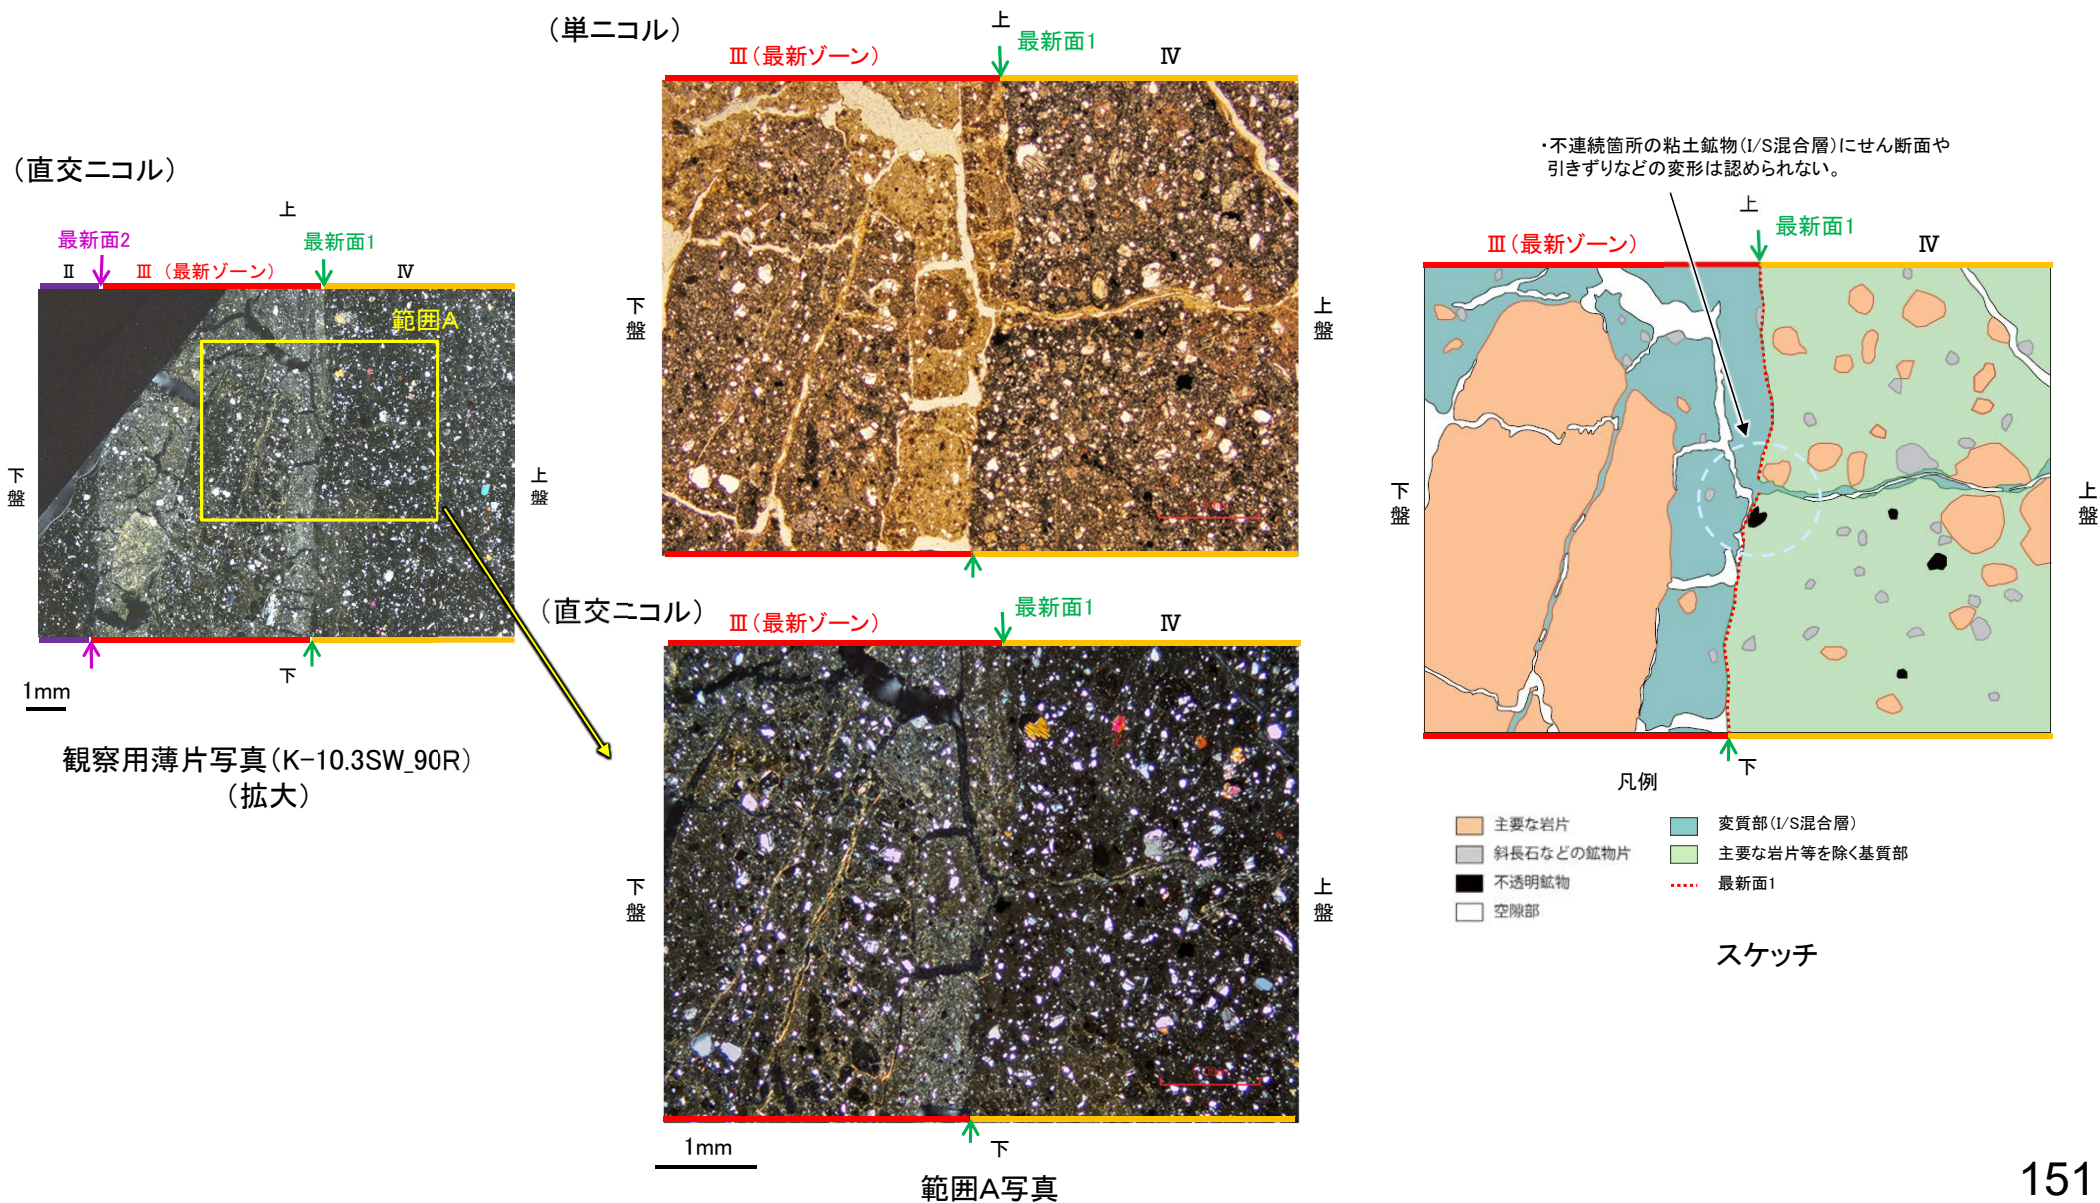 (直交ニコル)
上
最新面2
最新面1
Ⅱ
Ⅲ (最新ゾーン)
Ⅳ
範囲A
下盤
上盤
下
1mm
観察用薄片写真(K-10.3SW_90R)
(拡大)
(単ニコル)
上
最新面1
Ⅲ(最新ゾーン)
Ⅳ
下盤
上盤
(直交ニコル)
最新面1
Ⅲ(最新ゾーン)
Ⅳ
下盤
上盤
1mm
下
範囲A写真
・不連続箇所の粘土鉱物(I/S混合層)にせん断面や
引きずりなどの変形は認められない。
上
最新面1
Ⅲ(最新ゾーン)
Ⅳ
下盤
上盤
下
凡例
主要な岩片
斜長石などの鉱物片
不透明鉱物
空隙部
変質部(I/S混合層)
主要な岩片等を除く基質部
最新面1
スケッチ
151